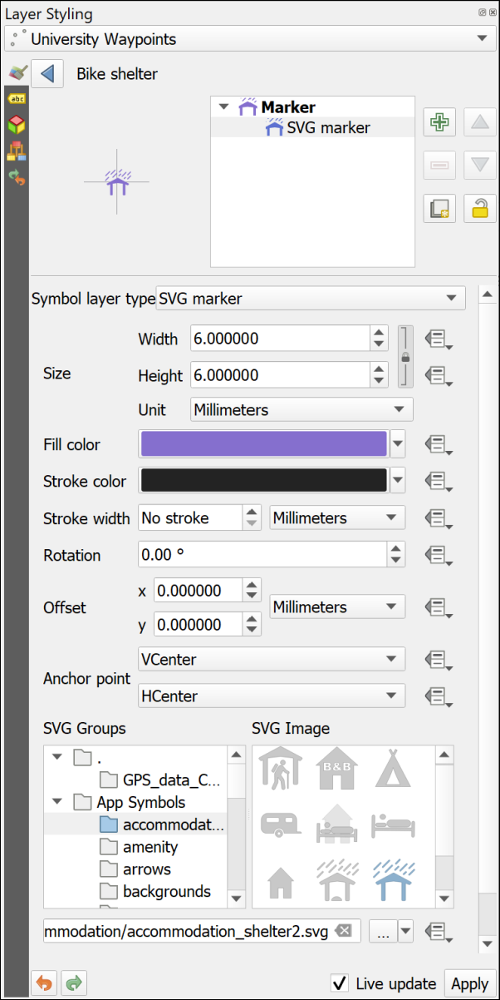 Layer Styling
University Waypoints
abc
Bike shelter
Marker
SVG marker
Symbol layer type SVG marker
Width 6.000000
Size
Height 6.000000
Unit Millimeters
Fill color
Stroke color
Stroke width No stroke Millimeters
Rotation 0.00 °
x 0.000000
Offset Millimeters
y 0.000000
VCenter
Anchor point
HCenter
SVG Groups SVG Image
.
GPS_data_C...
App Symbols
accommodat...
amenity
arrows
backgrounds
B&B
mmodation/accommodation_shelter2.svg ...
Live update Apply